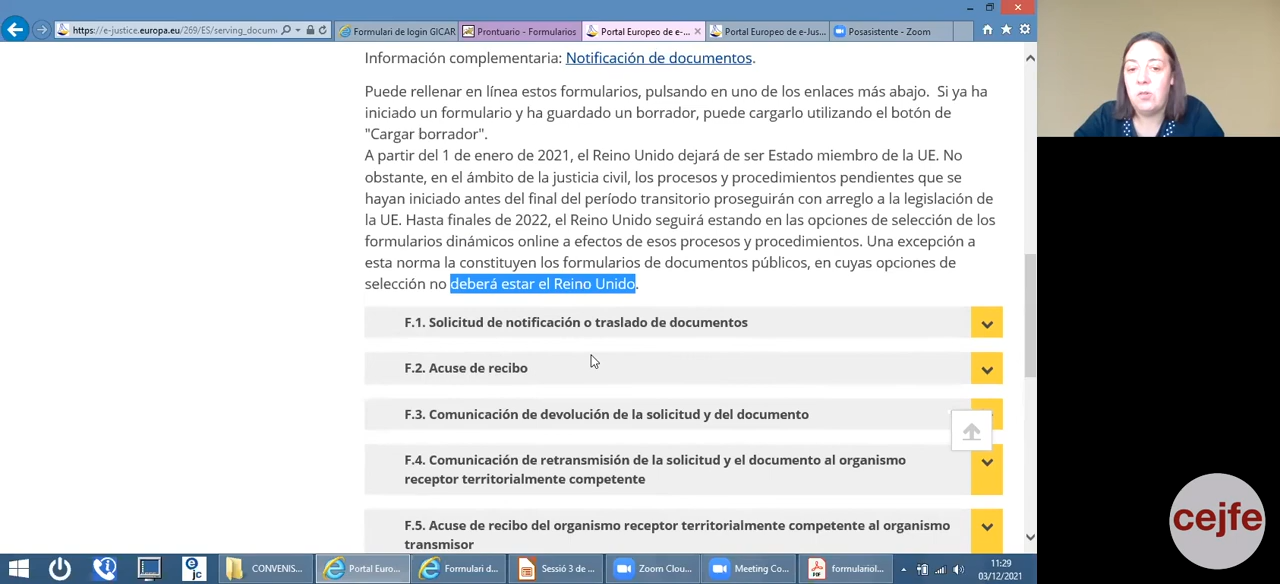 https://e-justice.europa.eu/269/ES/serving_docum
Formulari de login GICAR
Prontuario - Formularios
Portal Europeo de e-...
Portal Europeo de e-Jus...
Posasistente - Zoom
Información complementaria: Notificación de documentos.
Puede rellenar en línea estos formularios, pulsando en uno de los enlaces más abajo. Si ya ha
iniciado un formulario y ha guardado un borrador, puede cargarlo utilizando el botón de
"Cargar borrador".
A partir del 1 de enero de 2021, el Reino Unido dejará de ser Estado miembro de la UE. No
obstante, en el ámbito de la justicia civil, los procesos y procedimientos pendientes que se
hayan iniciado antes del final del período transitorio proseguirán con arreglo a la legislación de
la UE. Hasta finales de 2022, el Reino Unido seguirá estando en las opciones de selección de los
formularios dinámicos online a efectos de esos procesos y procedimientos. Una excepción a
esta norma la constituyen los formularios de documentos públicos, en cuyas opciones de
selección no deberá estar el Reino Unido.
F.1. Solicitud de notificación o traslado de documentos
F.2. Acuse de recibo
F.3. Comunicación de devolución de la solicitud y del documento
F.4. Comunicación de retransmisión de la solicitud y el documento al organismo
receptor territorialmente competente
F.5. Acuse de recibo del organismo receptor territorialmente competente al organismo
transmisor
cejfe
CONVENIS...
Portal Euro...
Formulari d...
Sessió 3 de ...
Zoom Clou...
Meeting Co...
formulariol...
11:29
03/12/2021